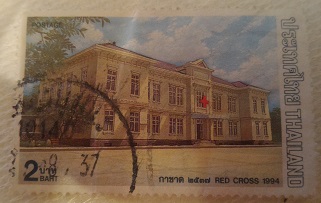 POSTAGE
ประเทศไทย THAILAND
2 บาท
BAHT
กาชาด ๒๕๓๗ RED CROSS 1994
37